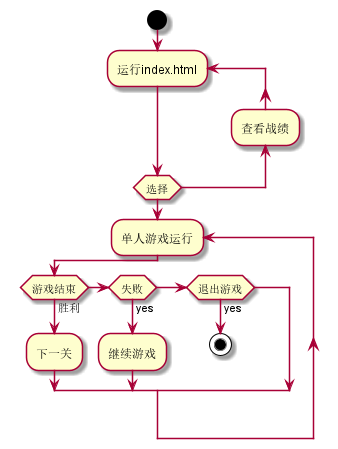 运行index.html
查看战绩
选择
单人游戏运行
游戏结束
失败
退出游戏
胜利
yes
yes
下一关
继续游戏